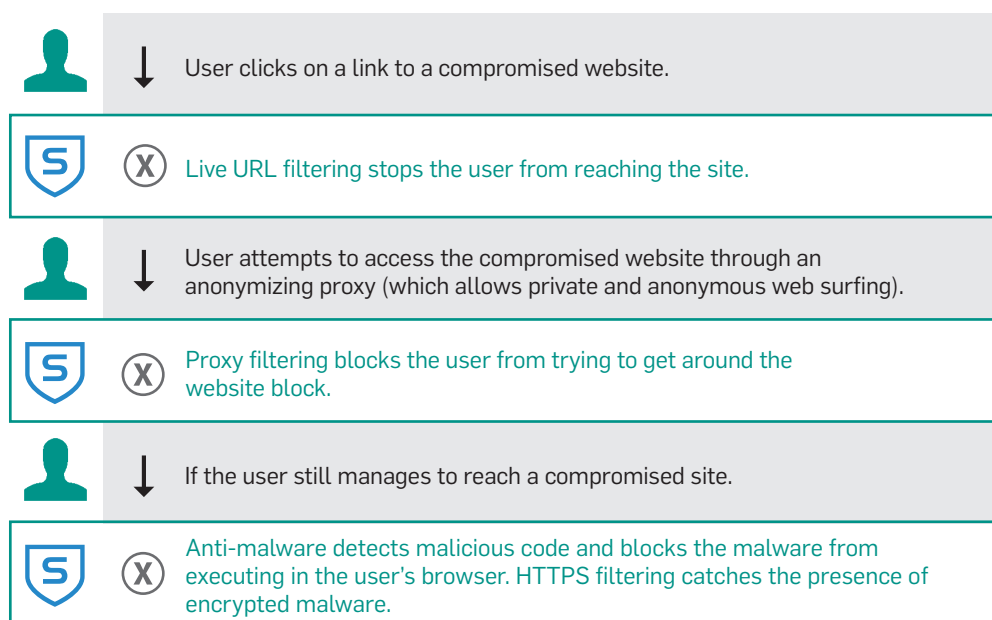 User clicks on a link to a compromised website.
S
X
Live URL filtering stops the user from reaching the site.
User attempts to access the compromised website through an
anonymizing proxy (which allows private and anonymous web surfing).
S
X
Proxy filtering blocks the user from trying to get around the
website block.
If the user still manages to reach a compromised site.
S
X
Anti-malware detects malicious code and blocks the malware from
executing in the user’s browser. HTTPS filtering catches the presence of
encrypted malware.